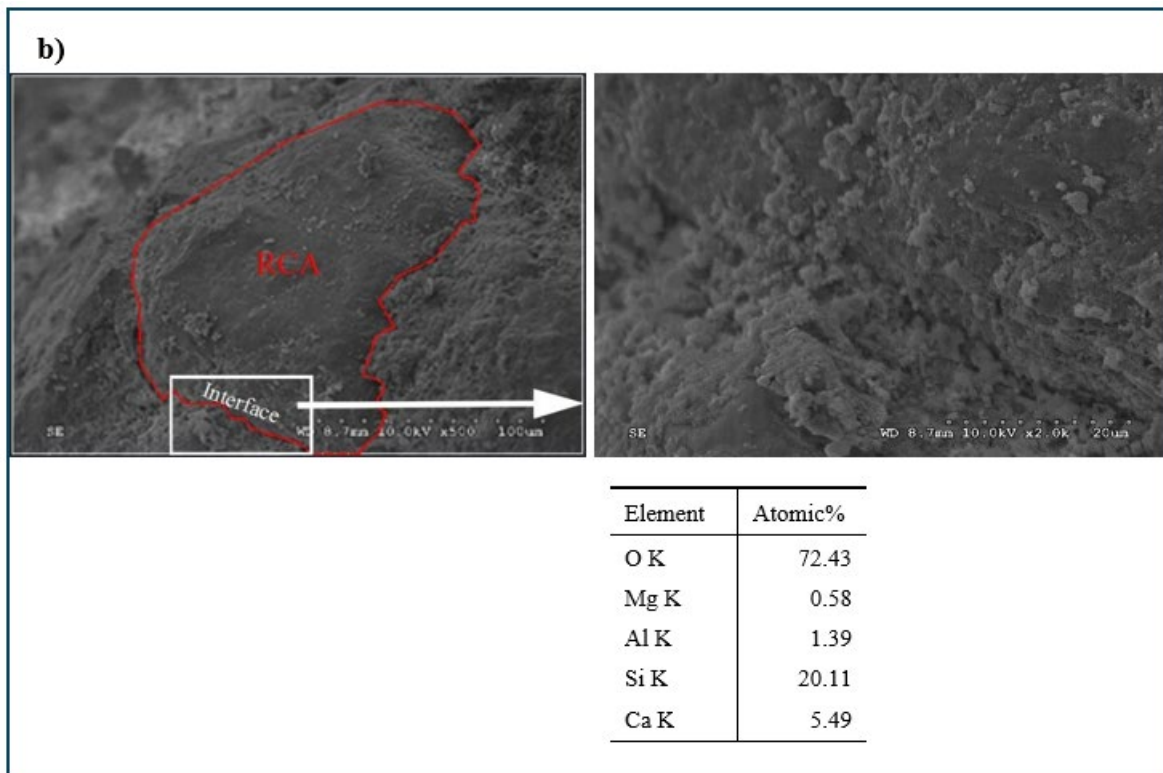 b)
RCA
Interface
SE
WD 8.7mm 10.0kV x500 100um
SE
WD 8.7mm 10.0kV x2.0k 20um
Element Atomic%
O K 72.43
Mg K 0.58
Al K 1.39
Si K 20.11
Ca K 5.49